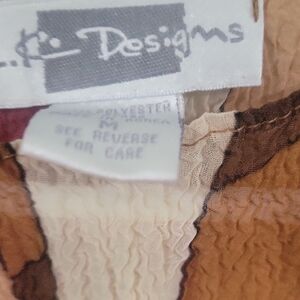 Designs
POLYESTER
M
SEE REVERSE
FOR CARE